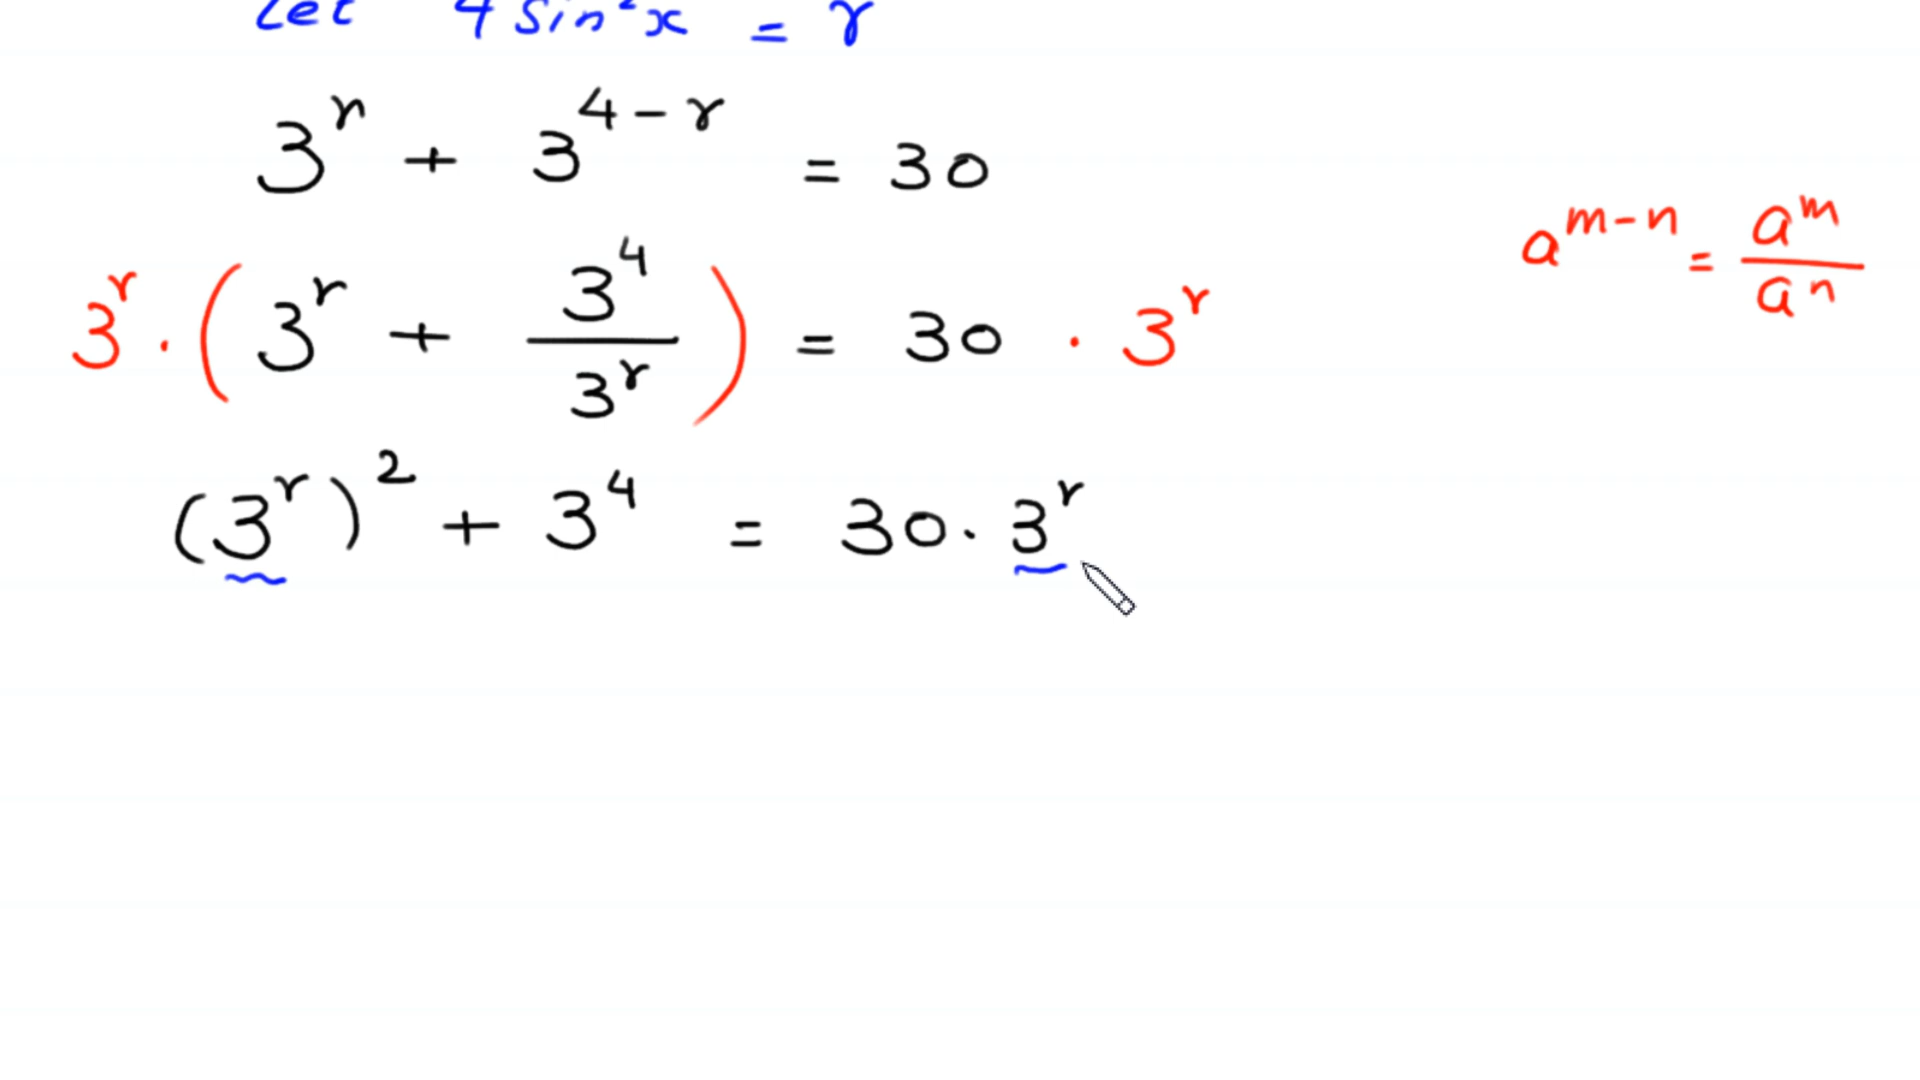 Let 4 sin²x = r
3^r + 3^(4-r) = 30
a^(m-n) = a^m / a^n
3^r · (3^r + 3^4 / 3^r) = 30 · 3^r
(3^r)^2 + 3^4 = 30 · 3^r